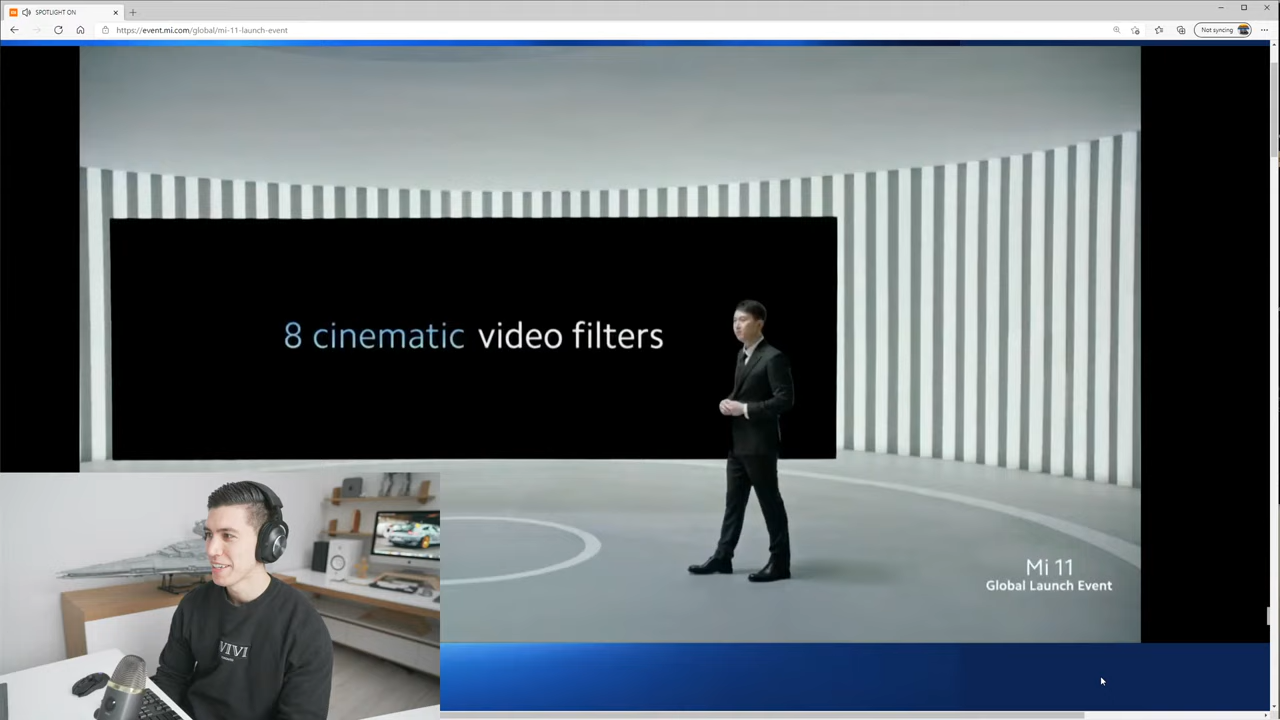 SPOTLIGHT ON
https://event.mi.com/global/mi-11-launch-event
Not syncing
8 cinematic video filters
Mi 11
Global Launch Event